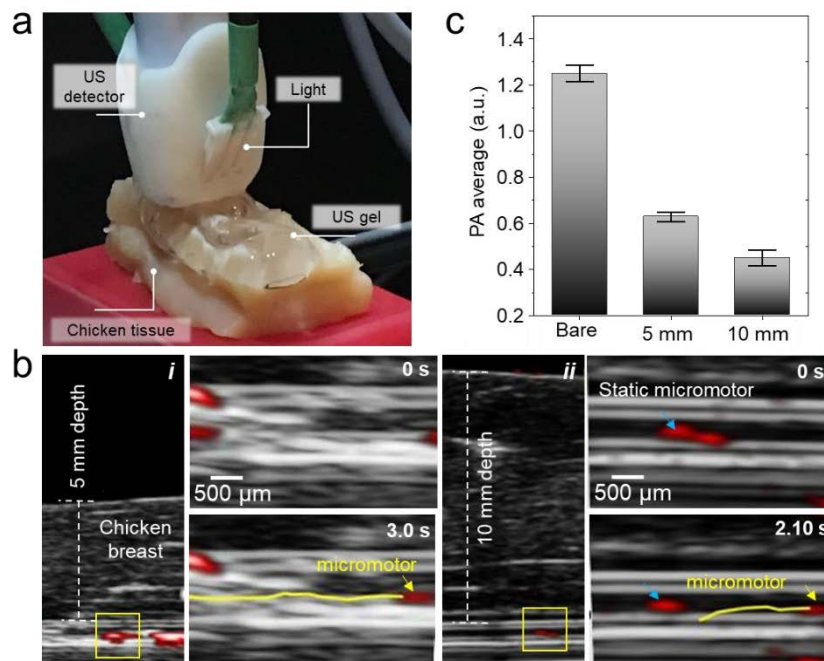 a
US
detector
Light
US gel
Chicken tissue
c
PA average (a.u.)
1.4
1.2
1.0
0.8
0.6
0.4
0.2
Bare
5 mm
10 mm
b
i
5 mm depth
Chicken
breast
0 s
500 µm
3.0 s
micromotor
ii
10 mm depth
0 s
Static micromotor
500 µm
2.10 s
micromotor